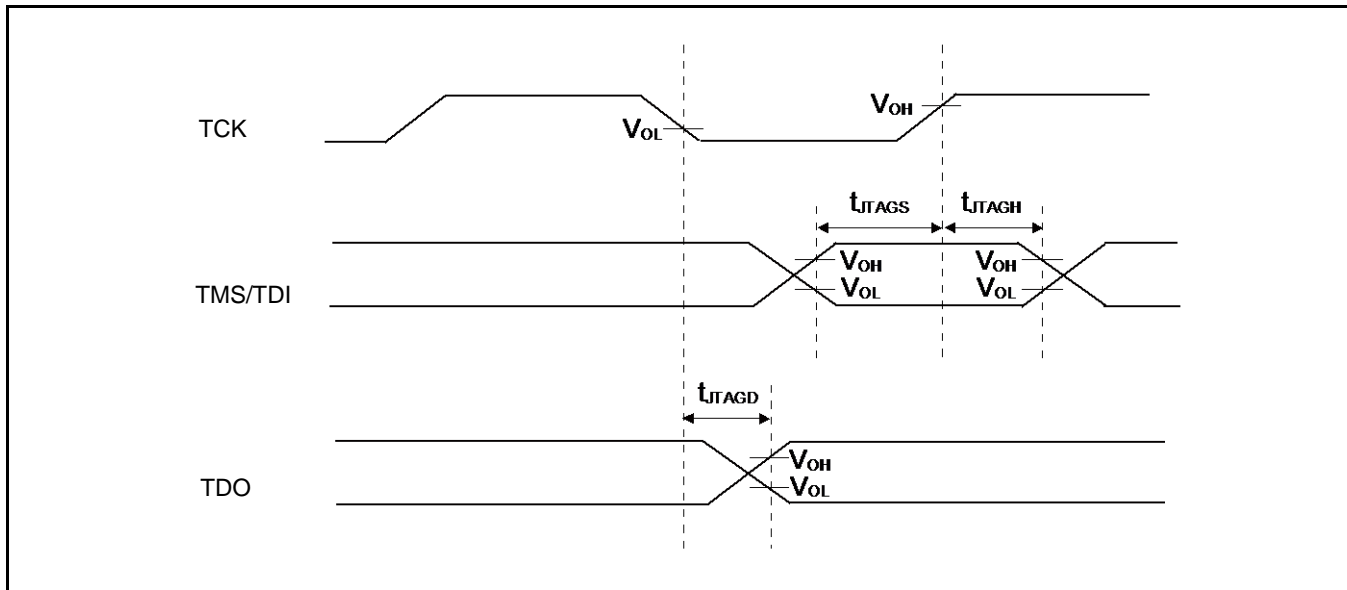 TCK
VOL
VOH
tJTAGS
tJTAGH
TMS/TDI
VOH
VOL
VOH
VOL
tJTAGD
TDO
VOH
VOL